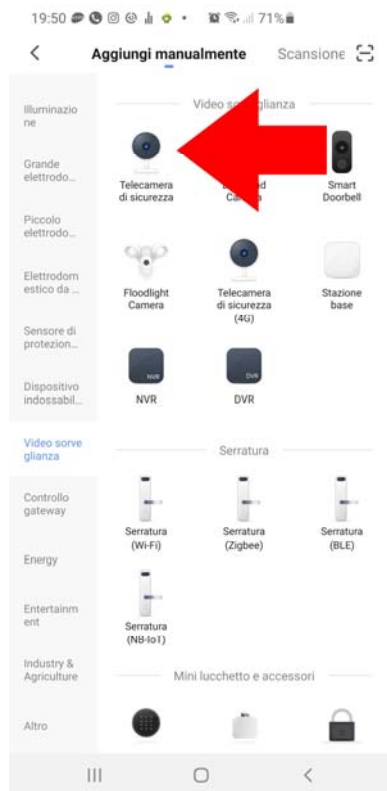 19:50 71%
Aggiungi manualmente Scansione
Illuminazio
ne
Grande
elettrodo...
Piccolo
elettrodo...
Elettrodom
estico da ...
Sensore di
protezion...
Dispositivo
indossabil...
Video sorve
glianza
Controllo
gateway
Energy
Entertainm
ent
Industry &
Agriculture
Altro
Video glianza
Telecamera
di sicurezza
Smart
Doorbell
Floodlight
Camera
Telecamera
di sicurezza
(4G)
Stazione
base
NVR
NVR
DVR
DVR
Serratura
Serratura
(Wi-Fi)
Serratura
(Zigbee)
Serratura
(BLE)
Serratura
(NB-IoT)
Mini lucchetto e accessori